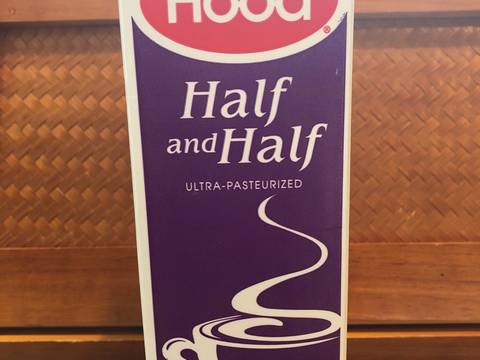 Hood®
Half
and Half
ULTRA-PASTEURIZED